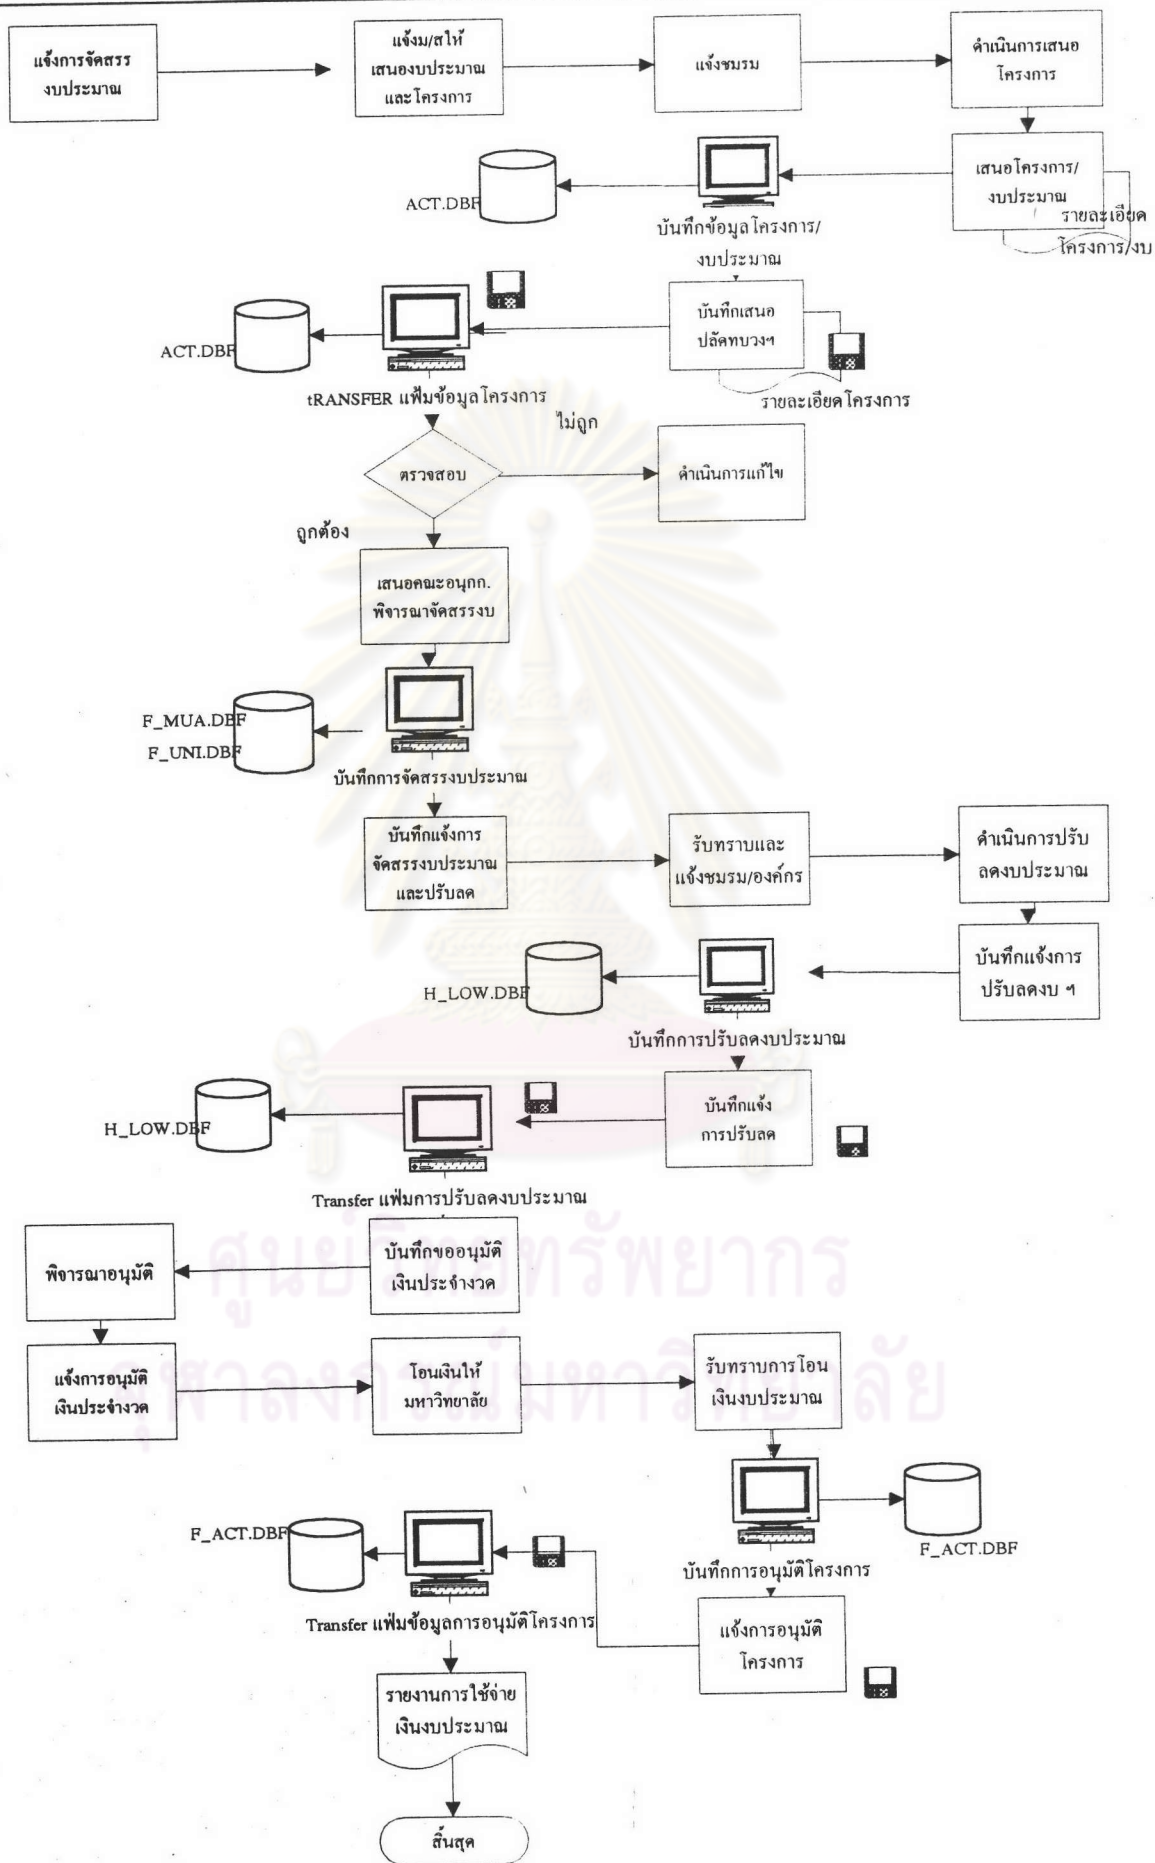 แจ้งการจัดสรร
งบประมาณ
แจ้งม/สให้
เสนองบประมาณ
และโครงการ
แจ้งชมรม
ดำเนินการเสนอ
โครงการ
เสนอโครงการ/
งบประมาณ
รายละเอียด
โครงการ/งบ
ACT.DBF
บันทึกข้อมูลโครงการ/
งบประมาณ
บันทึกเสนอ
ปลัดทบวงฯ
รายละเอียดโครงการ
ACT.DBF
tRANSFER แฟ้มข้อมูลโครงการ
ไม่ถูก
ตรวจสอบ
ดำเนินการแก้ไข
ถูกต้อง
เสนอคณะอนุกก.
พิจารณาจัดสรรงบ
F_MUA.DBF
F_UNI.DBF
บันทึกการจัดสรรงบประมาณ
บันทึกแจ้งการ
จัดสรรงบประมาณ
และปรับลด
รับทราบและ
แจ้งชมรม/องค์กร
ดำเนินการปรับ
ลดงบประมาณ
บันทึกแจ้งการ
ปรับลดงบ ฯ
H_LOW.DBF
บันทึกการปรับลดงบประมาณ
บันทึกแจ้ง
การปรับลด
H_LOW.DBF
Transfer แฟ้มการปรับลดงบประมาณ
บันทึกขออนุมัติ
เงินประจำงวด
พิจารณาอนุมัติ
แจ้งการอนุมัติ
เงินประจำงวด
โอนเงินให้
มหาวิทยาลัย
รับทราบการโอน
เงินงบประมาณ
F_ACT.DBF
บันทึกการอนุมัติโครงการ
F_ACT.DBF
Transfer แฟ้มข้อมูลการอนุมัติโครงการ
แจ้งการอนุมัติ
โครงการ
รายงานการใช้จ่าย
เงินงบประมาณ
สิ้นสุด
ศูนย์วิทยทรัพยากร
จุฬาลงกรณ์มหาวิทยาลัย